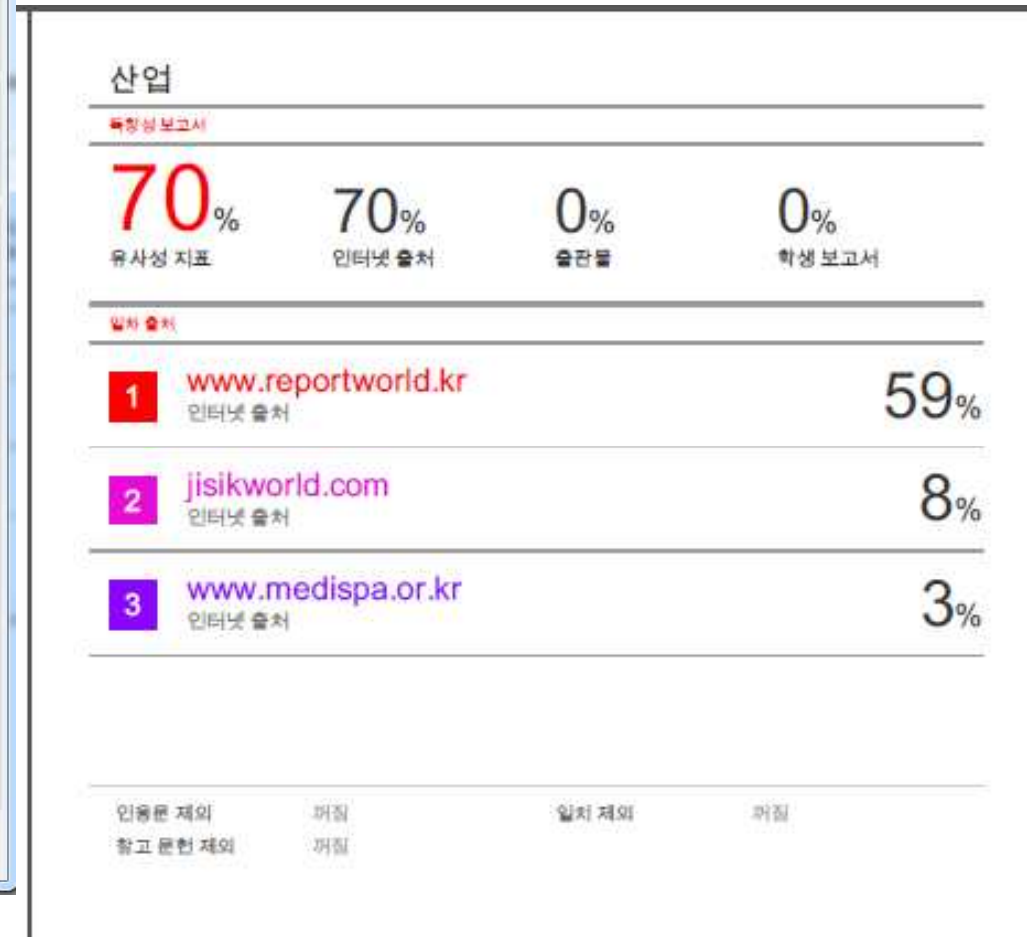 산업
독창성 보고서
70% 70% 0% 0%
유사성 지표 인터넷 출처 출판물 학생 보고서
일차 출처
1 www.reportworld.kr 59%
인터넷 출처
2 jisikworld.com 8%
인터넷 출처
3 www.medispa.or.kr 3%
인터넷 출처
인용문 제외 꺼짐 일치 제외 꺼짐
참고 문헌 제외 꺼짐